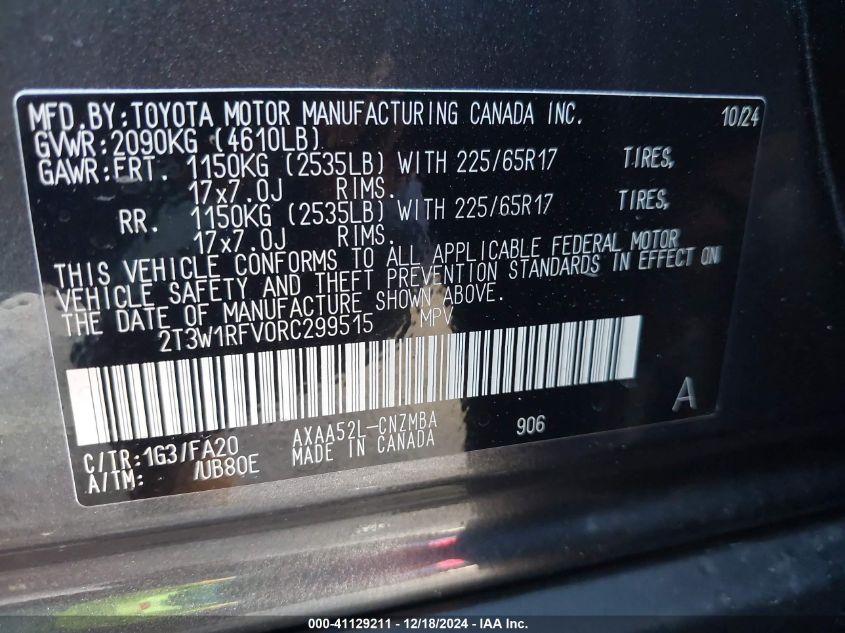 MFD.BY:TOYOTA MOTOR MANUFACTURING CANADA INC. 10/24
GVWR:2090KG (4610LB)
GAWR:FRT. 1150KG (2535LB) WITH 225/65R17 TIRES,
17x7.0J RIMS.
RR. 1150KG (2535LB) WITH 225/65R17 TIRES,
17x7.0J RIMS.
THIS VEHICLE CONFORMS TO ALL APPLICABLE FEDERAL MOTOR
VEHICLE SAFETY AND THEFT PREVENTION STANDARDS IN EFFECT ON
THE DATE OF MANUFACTURE SHOWN ABOVE.
2T3W1RFV0RC299515 MPV
A
C/TR:1G3/FA20 AXAA52L-CNZMBA 906
A/TM: /UB80E MADE IN CANADA
000-41129211 - 12/18/2024 - IAA Inc.